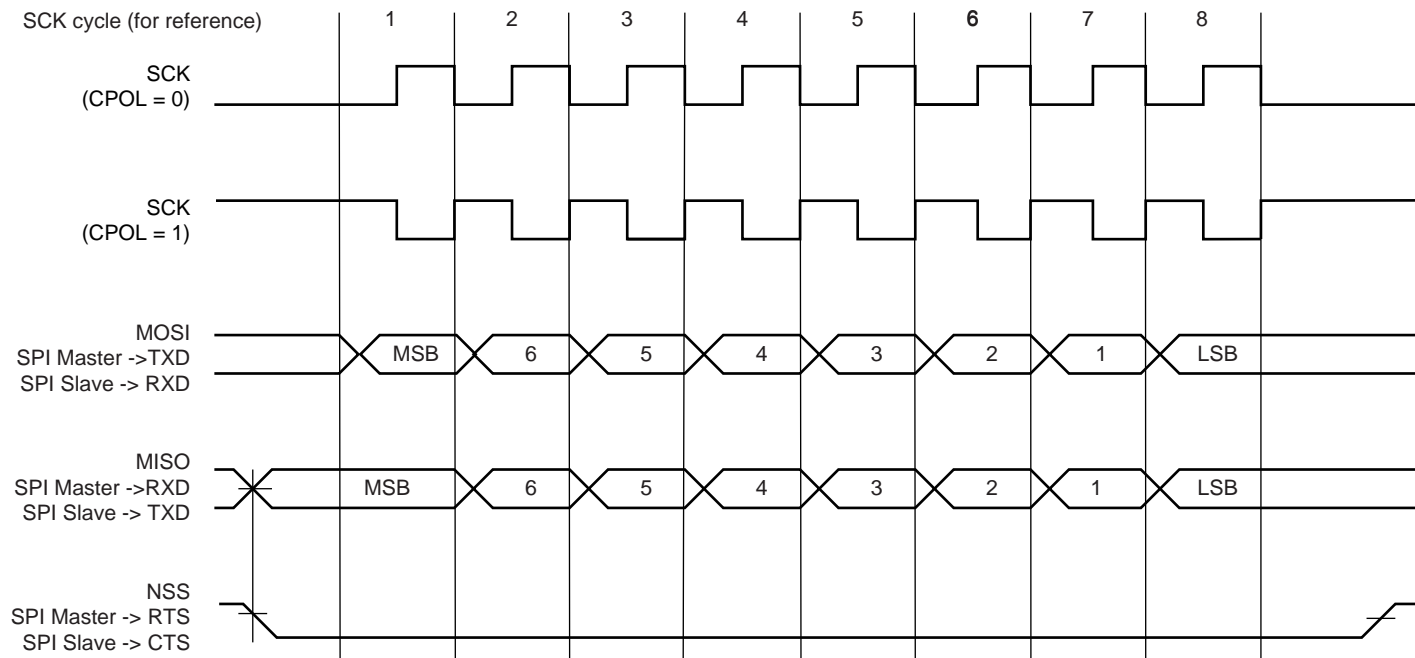 SCK cycle (for reference) 1 2 3 4 5 6 7 8
SCK
(CPOL = 0)
SCK
(CPOL = 1)
MOSI
SPI Master ->TXD
SPI Slave -> RXD
MSB 6 5 4 3 2 1 LSB
MISO
SPI Master ->RXD
SPI Slave -> TXD
MSB 6 5 4 3 2 1 LSB
NSS
SPI Master -> RTS
SPI Slave -> CTS